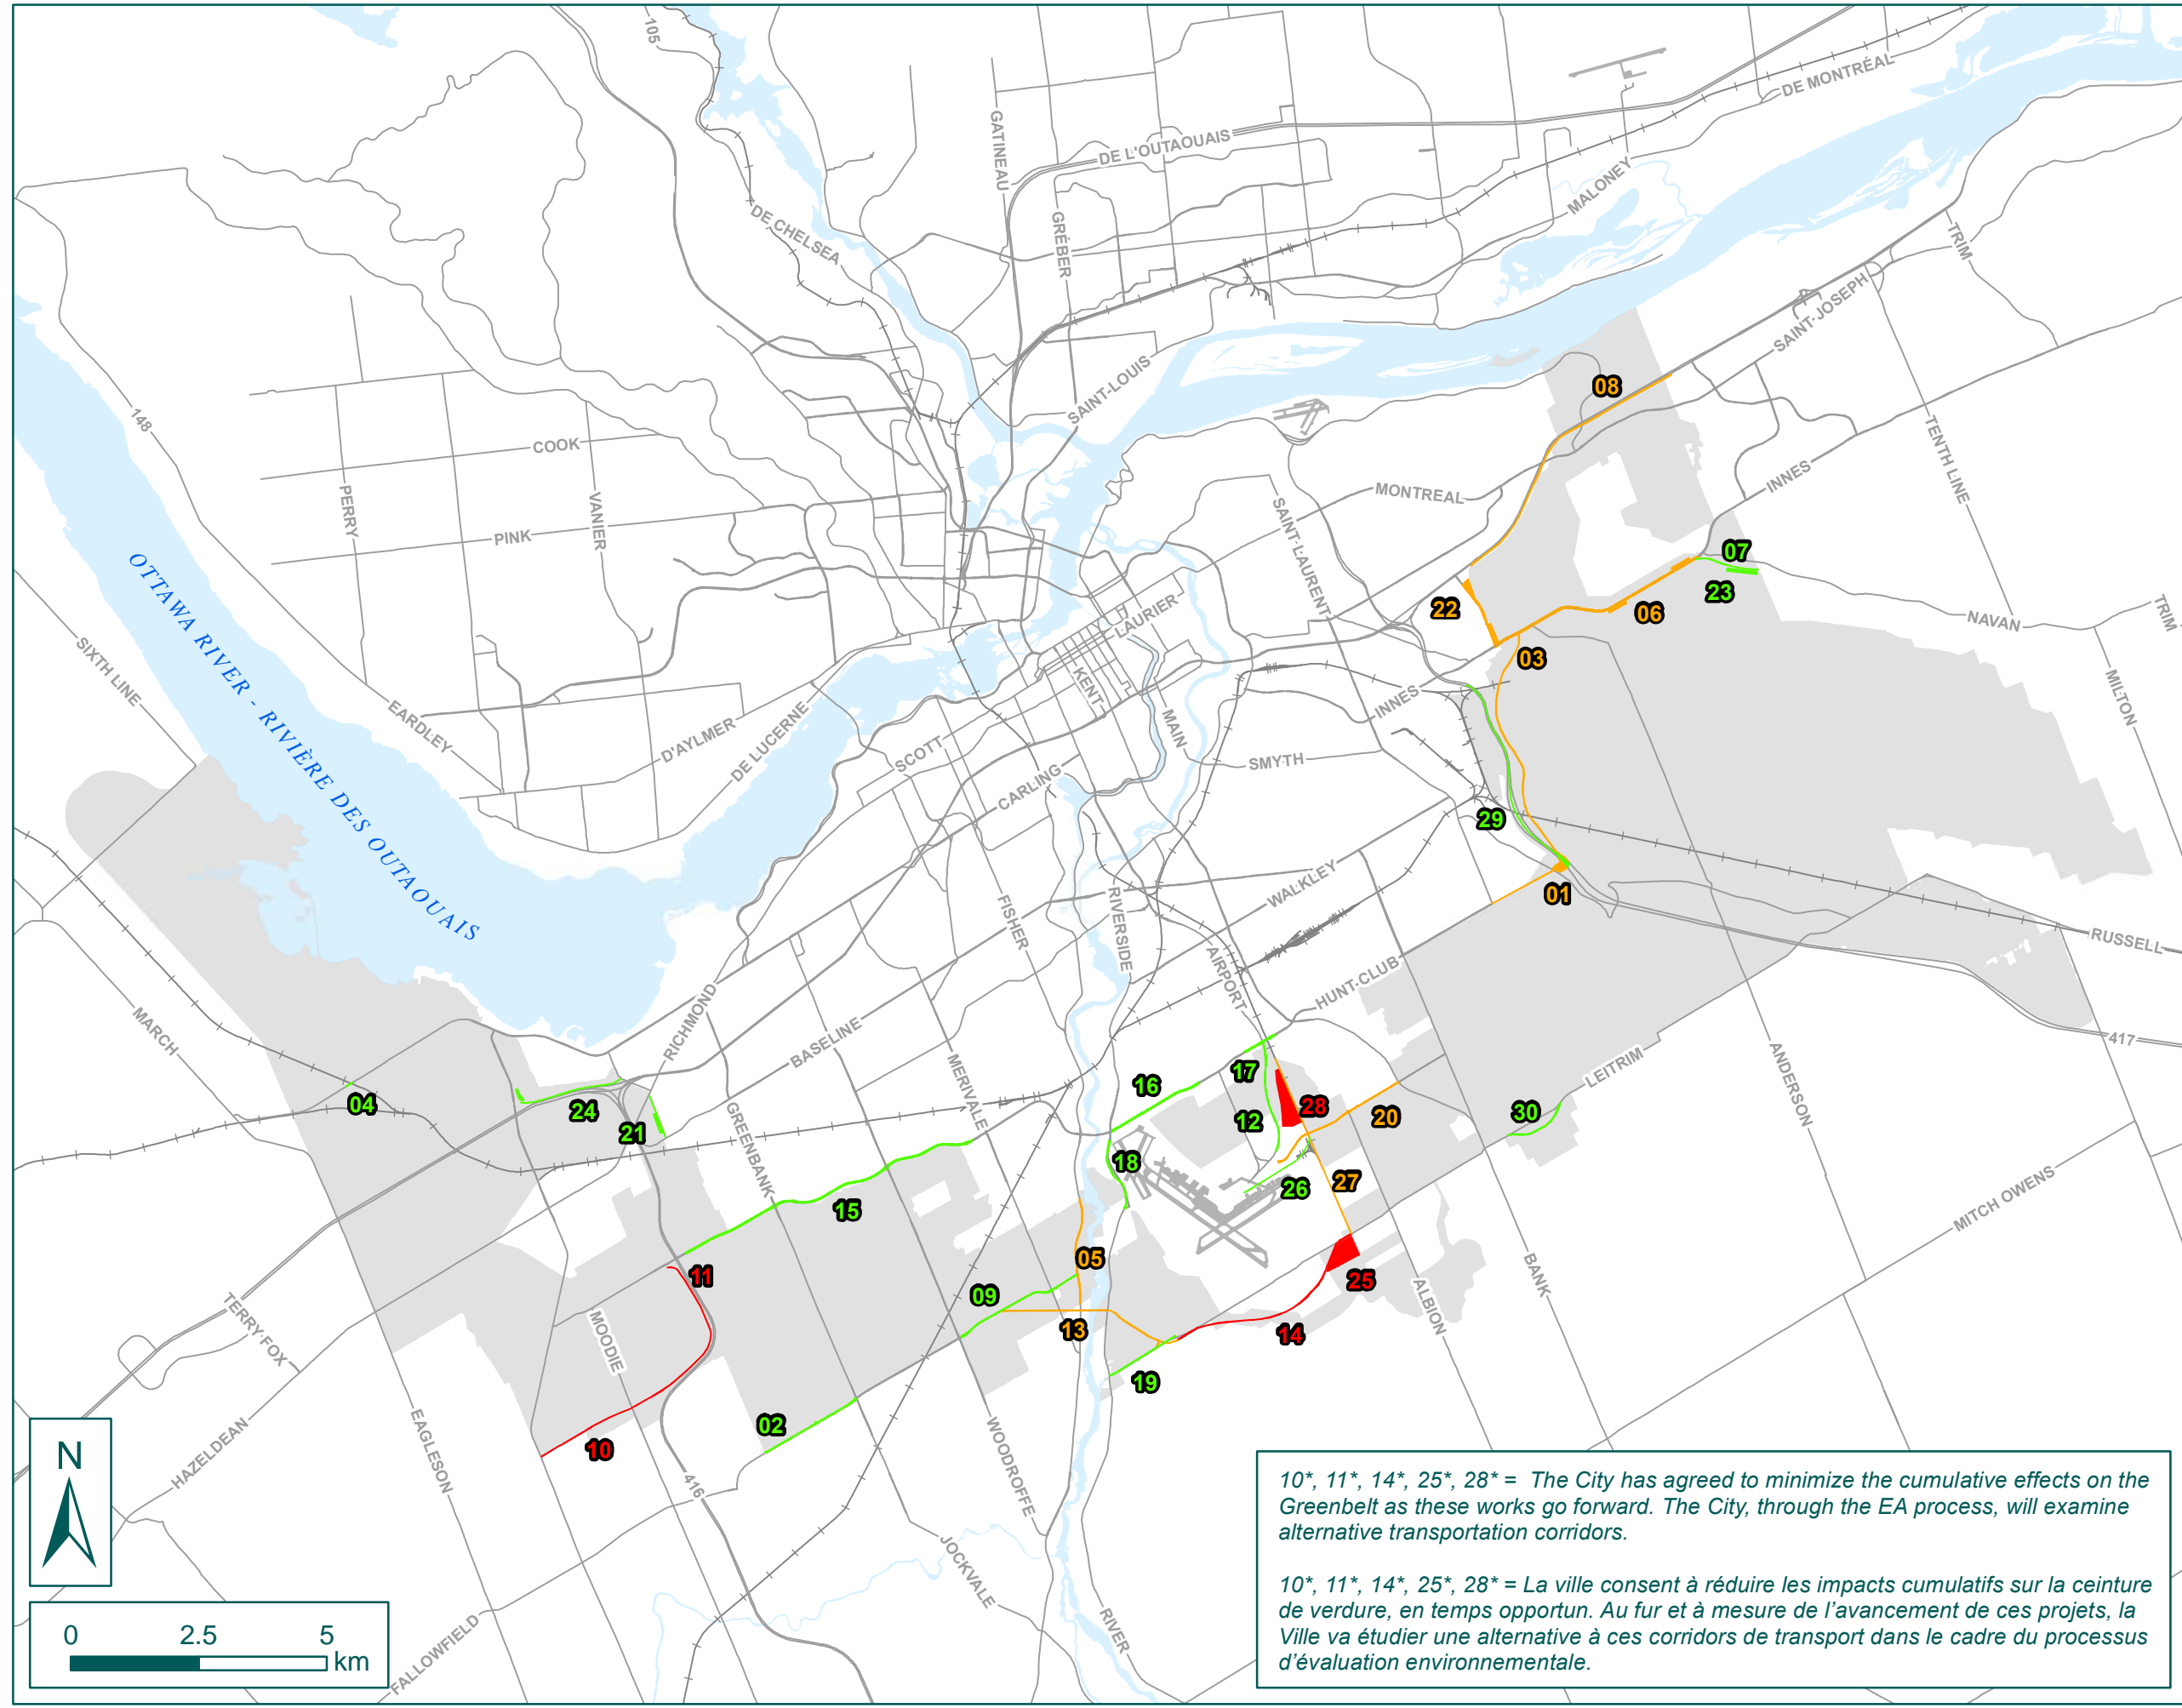 105
GATINEAU
DE L'OUTAOUAIS
DE MONTRÉAL
MALONEY
DE CHELSEA
GRÉBER
TRIM
SAINT-JOSEPH
SAINT-LOUIS
08
148
COOK
PERRY
VANIER
PINK
MONTREAL
SAINT-LAURENT
INNES
TENTH LINE
07
23
22
06
NAVAN
TRIM
OTTAWA RIVER - RIVIÈRE DES OUTAOUAIS
LAURIER
KENT
MAIN
03
SIXTH LINE
EARDLEY
D'AYLMER
DE LUCERNE
SCOTT
CARLING
SMYTH
INNES
MILTON
29
01
WALKLEY
FISHER
RIVERSIDE
AIRPORT
HUNT CLUB
RUSSELL
417
MARCH
RICHMOND
BASELINE
MERIVALE
GREENBANK
LEITRIM
ANDERSON
04
24
21
16
17
12
28
20
30
18
26
27
15
MITCH OWENS
11
05
09
13
14
25
19
ALBION
BANK
TERRY FOX
MOODIE
HAZELDEAN
EAGLESON
10
02
416
WOODROFFE
JOCKVALE
RIVER
FALLOWFIELD
N
0 2.5 5
km
10*, 11*, 14*, 25*, 28* = The City has agreed to minimize the cumulative effects on the
Greenbelt as these works go forward. The City, through the EA process, will examine
alternative transportation corridors.
10*, 11*, 14*, 25*, 28* = La ville consent à réduire les impacts cumulatifs sur la ceinture
de verdure, en temps opportun. Au fur et à mesure de l'avancement de ces projets, la
Ville va étudier une alternative à ces corridors de transport dans le cadre du processus
d'évaluation environnementale.